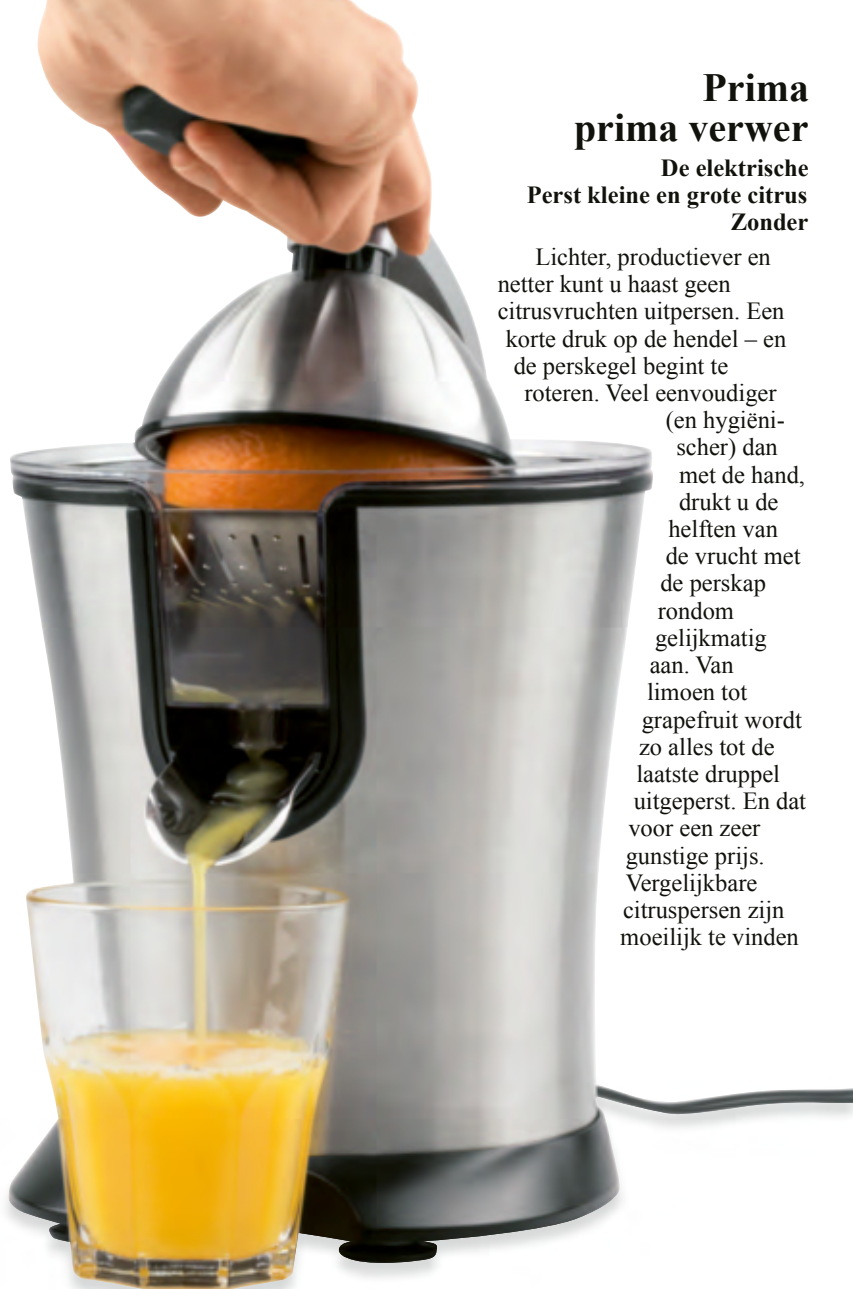 Prima
prima verwer
De elektrische
Perst kleine en grote citrus
Zonder
Lichter, productiever en
netter kunt u haast geen
citrusvruchten uitpersen. Een
korte druk op de hendel – en
de perskegel begint te
roteren. Veel eenvoudiger
(en hygiëni-
scher) dan
met de hand,
drukt u de
helften van
de vrucht met
de perskap
rondom
gelijkmatig
aan. Van
limoen tot
grapefruit wordt
zo alles tot de
laatste druppel
uitgeperst. En dat
voor een zeer
gunstige prijs.
Vergelijkbare
citruspersen zijn
moeilijk te vinden